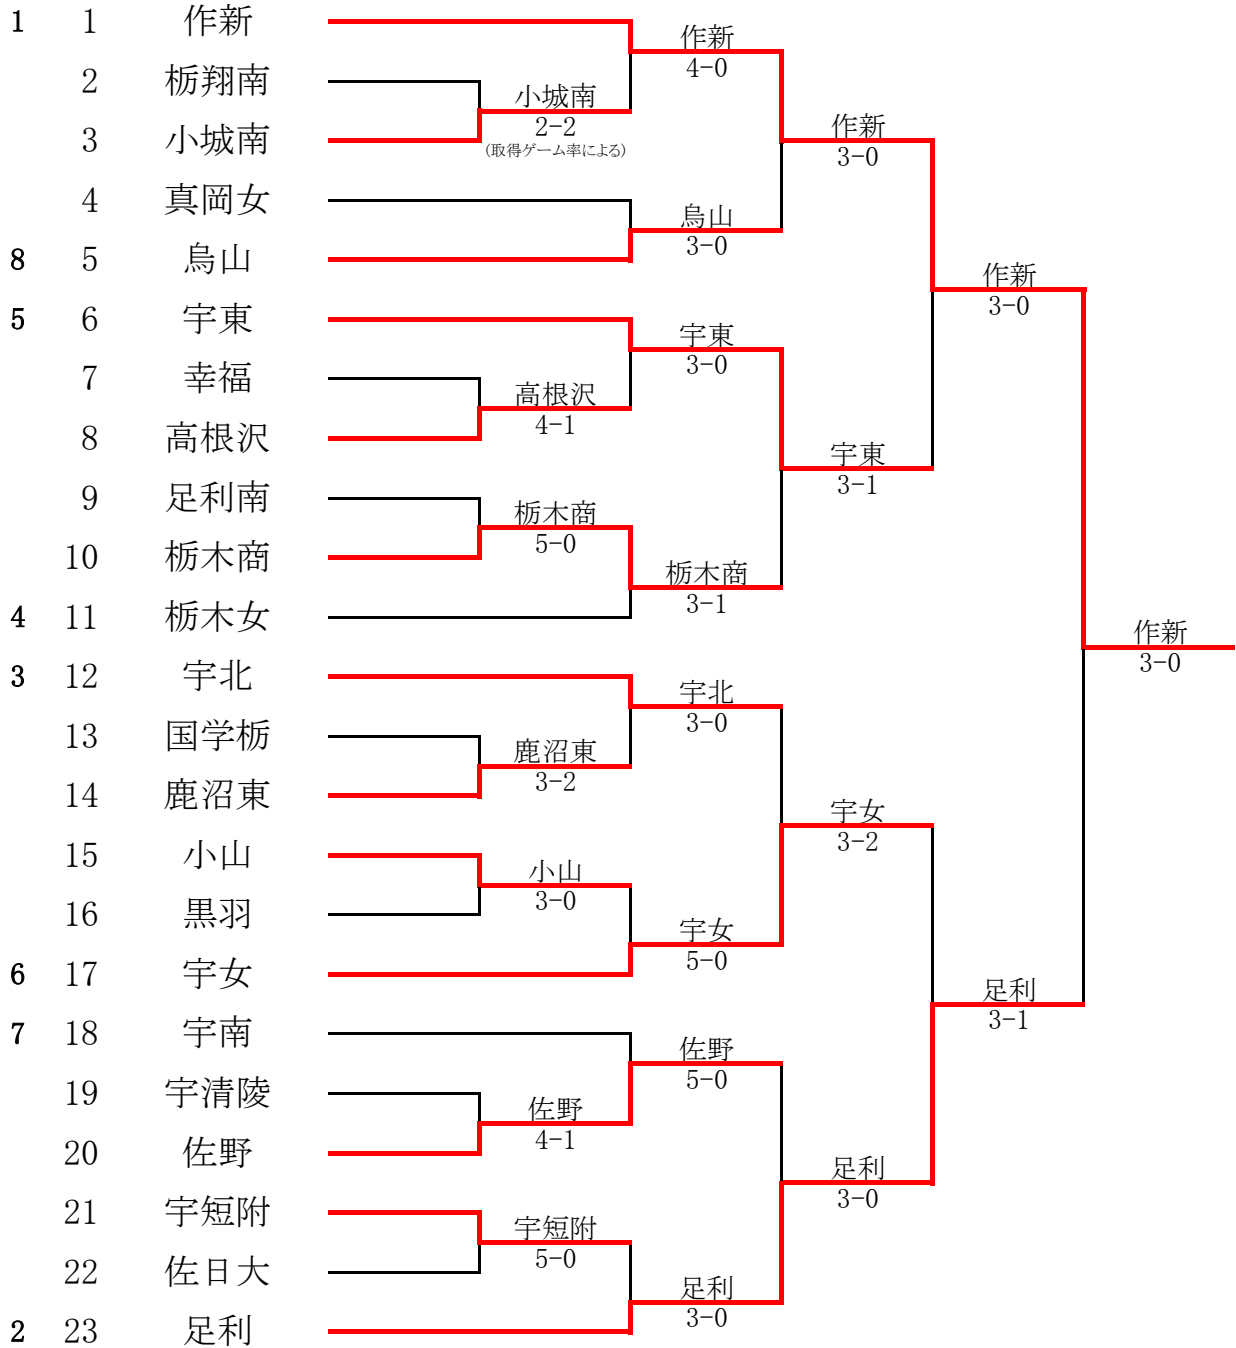 1 1 作新
2 栃翔南
3 小城南
4 真岡女
8 5 烏山
5 6 宇東
7 幸福
8 高根沢
9 足利南
10 栃木商
4 11 栃木女
3 12 宇北
13 国学栃
14 鹿沼東
15 小山
16 黒羽
6 17 宇女
7 18 宇南
19 宇清陵
20 佐野
21 宇短附
22 佐日大
2 23 足利
小城南
2-2
(取得ゲーム率による)
高根沢
4-1
栃木商
5-0
鹿沼東
3-2
小山
3-0
佐野
4-1
宇短附
5-0
作新
4-0
烏山
3-0
宇東
3-0
栃木商
3-1
宇北
3-0
宇女
5-0
佐野
5-0
足利
3-0
作新
3-0
宇東
3-1
宇女
3-2
足利
3-0
作新
3-0
足利
3-1
作新
3-0